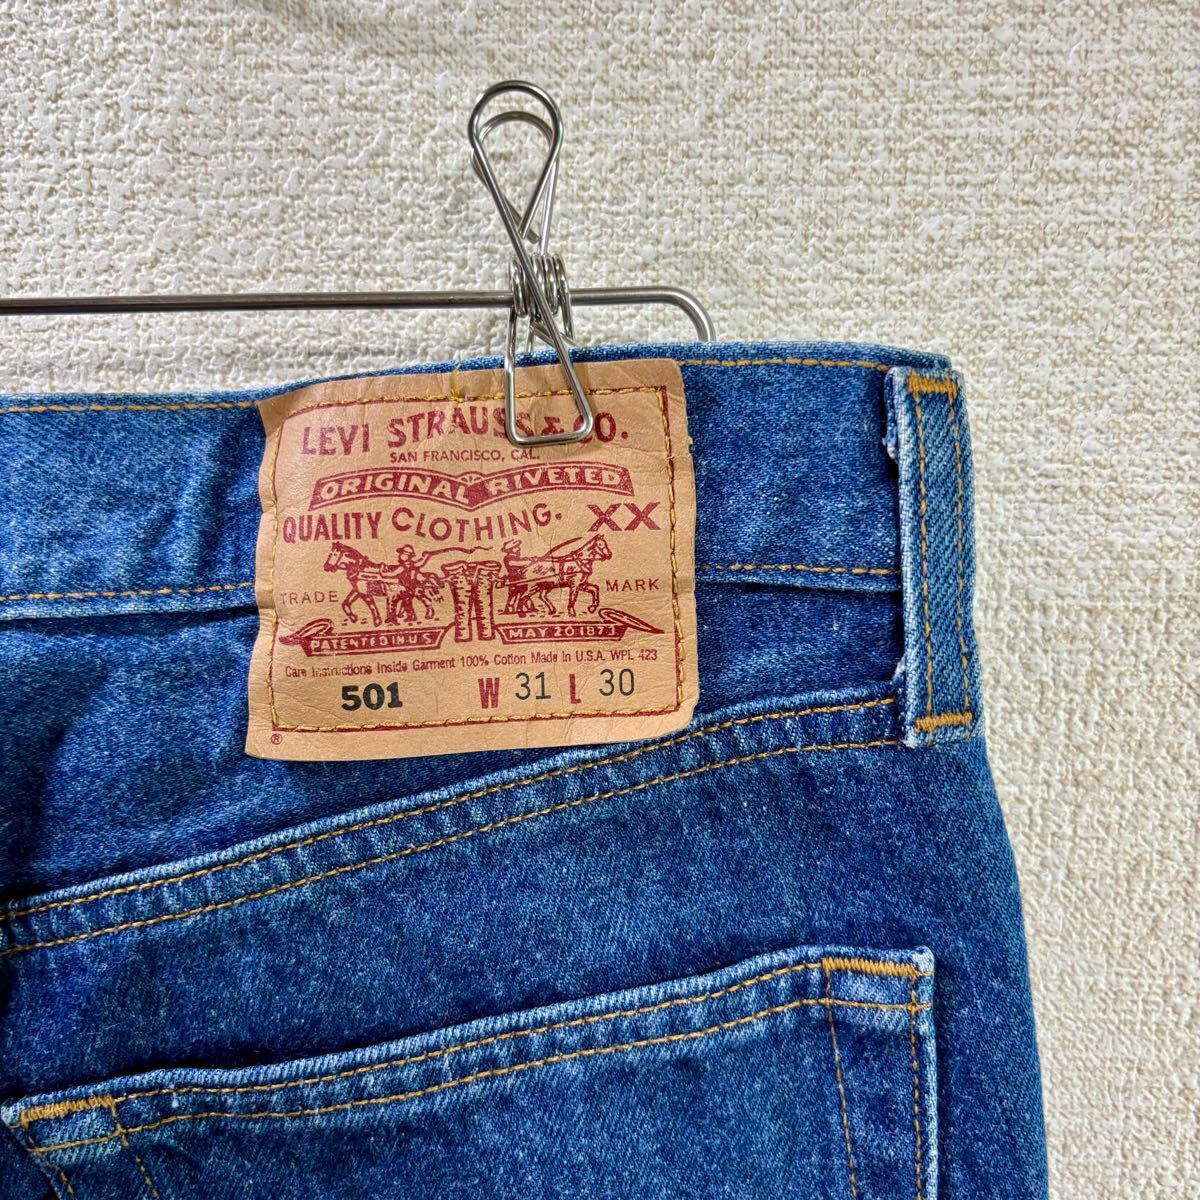 LEVI STRAUSS & CO.
SAN FRANCISCO, CAL.
ORIGINAL RIVETED
QUALITY CLOTHING. XX
TRADE MARK
PATENTED IN U S MAY 20 1873
Care Instructions Inside Garment 100% Cotton Made in U.S.A. WPL 423
501 W 31 L 30
®